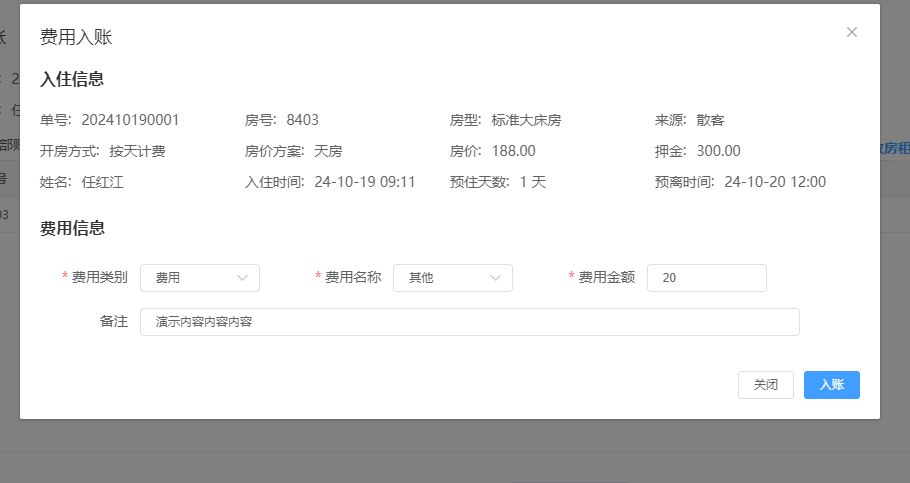 费用入账
入住信息
单号: 202410190001 房号: 8403 房型: 标准大床房 来源: 散客
开房方式: 按天计费 房价方案: 天房 房价: 188.00 押金: 300.00
姓名: 任红江 入住时间: 24-10-19 09:11 预住天数: 1 天 预离时间: 24-10-20 12:00
费用信息
* 费用类别 费用 * 费用名称 其他 * 费用金额 20
备注 演示内容内容内容
关闭 入账